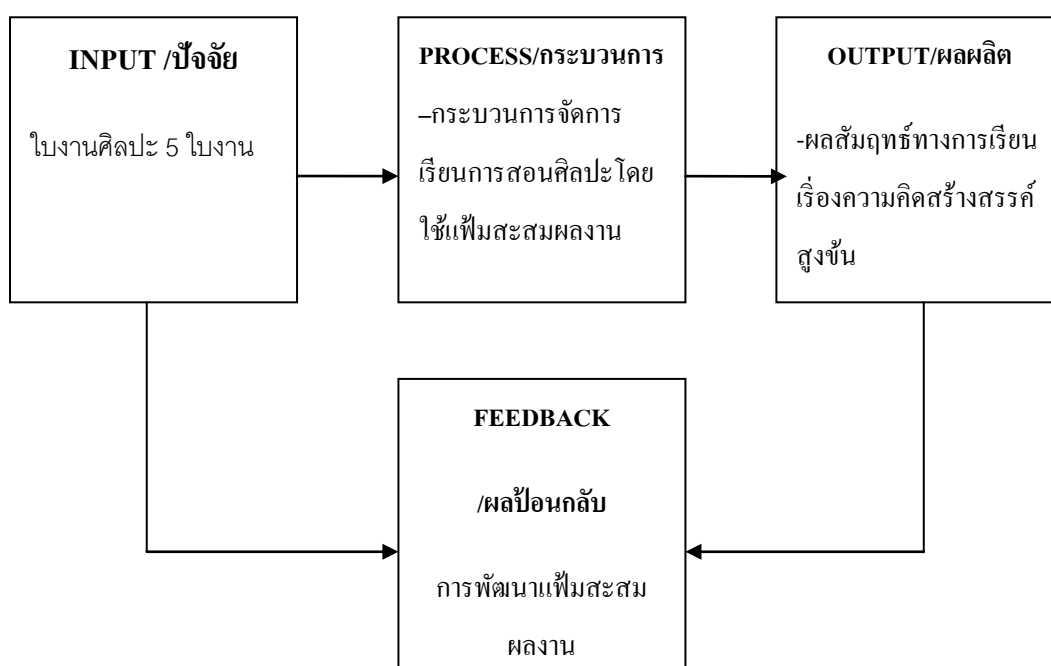 INPUT /ปัจจัย
ใบงานศิลปะ 5 ใบงาน
PROCESS/กระบวนการ
–กระบวนการจัดการ
เรียนการสอนศิลปะโดย
ใช้แฟ้มสะสมผลงาน
OUTPUT/ผลผลิต
-ผลสัมฤทธ์ทางการเรียน
เริ่องความคิดสร้างสรรค์
สูงข้น
FEEDBACK
/ผลป้อนกลับ
การพัฒนาแฟ้มสะสม
ผลงาน